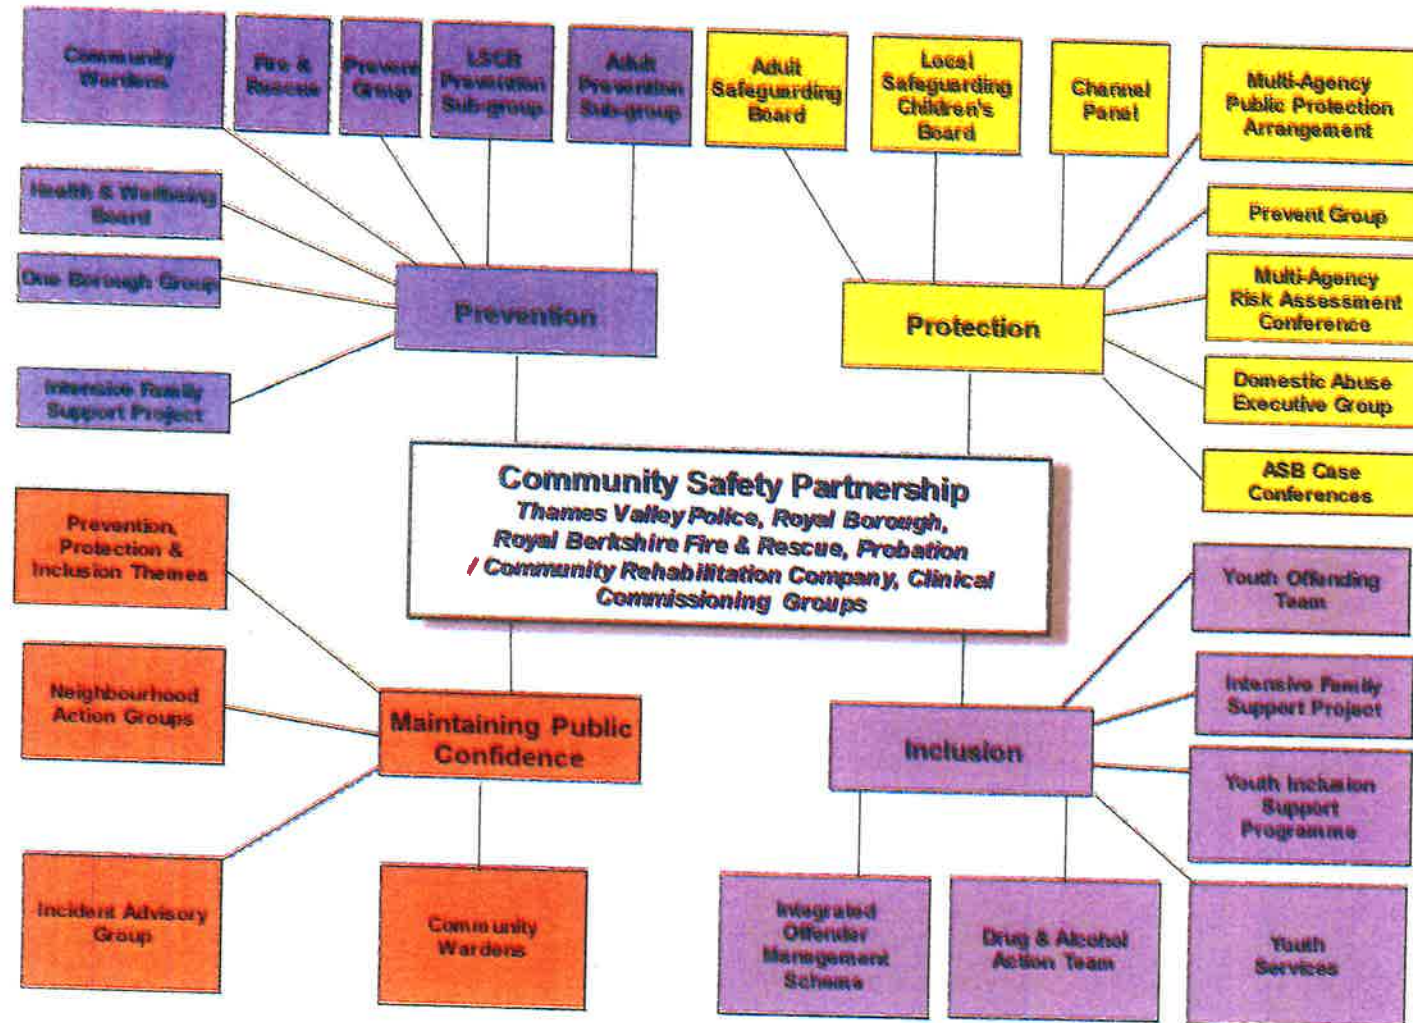 Community
Wardens
Fire &
Rescue
Prevent
Group
LSCB
Prevention
Sub-group
Adult
Prevention
Sub-group
Adult
Safeguarding
Board
Local
Safeguarding
Children's
Board
Channel
Panel
Multi-Agency
Public Protection
Arrangement
Health & Wellbeing
Board
One Borough Group
Intensive Family
Support Project
Prevention
Protection
Prevent Group
Multi-Agency
Risk Assessment
Conference
Domestic Abuse
Executive Group
ASB Case
Conferences
Community Safety Partnership
Thames Valley Police, Royal Borough,
Royal Berkshire Fire & Rescue, Probation
Community Rehabilitation Company, Clinical
Commissioning Groups
Prevention,
Protection &
Inclusion Themes
Neighbourhood
Action Groups
Incident Advisory
Group
Maintaining Public
Confidence
Community
Wardens
Inclusion
Youth Offending
Team
Intensive Family
Support Project
Youth Inclusion
Support
Programme
Integrated
Offender
Management
Scheme
Drug & Alcohol
Action Team
Youth
Services